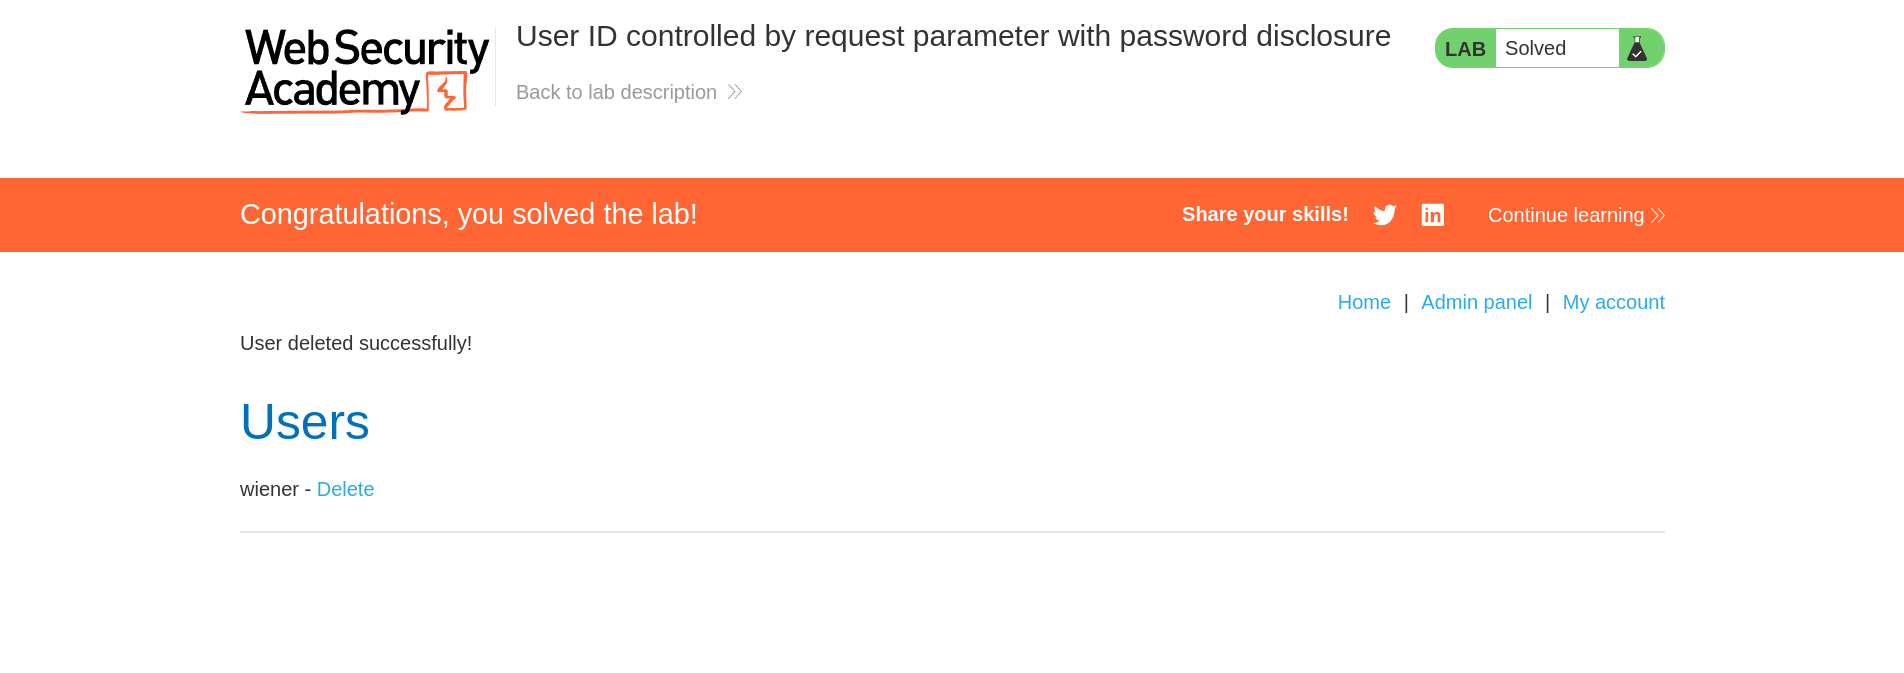 Web Security
Academy
User ID controlled by request parameter with password disclosure
Back to lab description
LAB Solved
Congratulations, you solved the lab!
Share your skills!
Continue learning
Home | Admin panel | My account
User deleted successfully!
Users
wiener - Delete